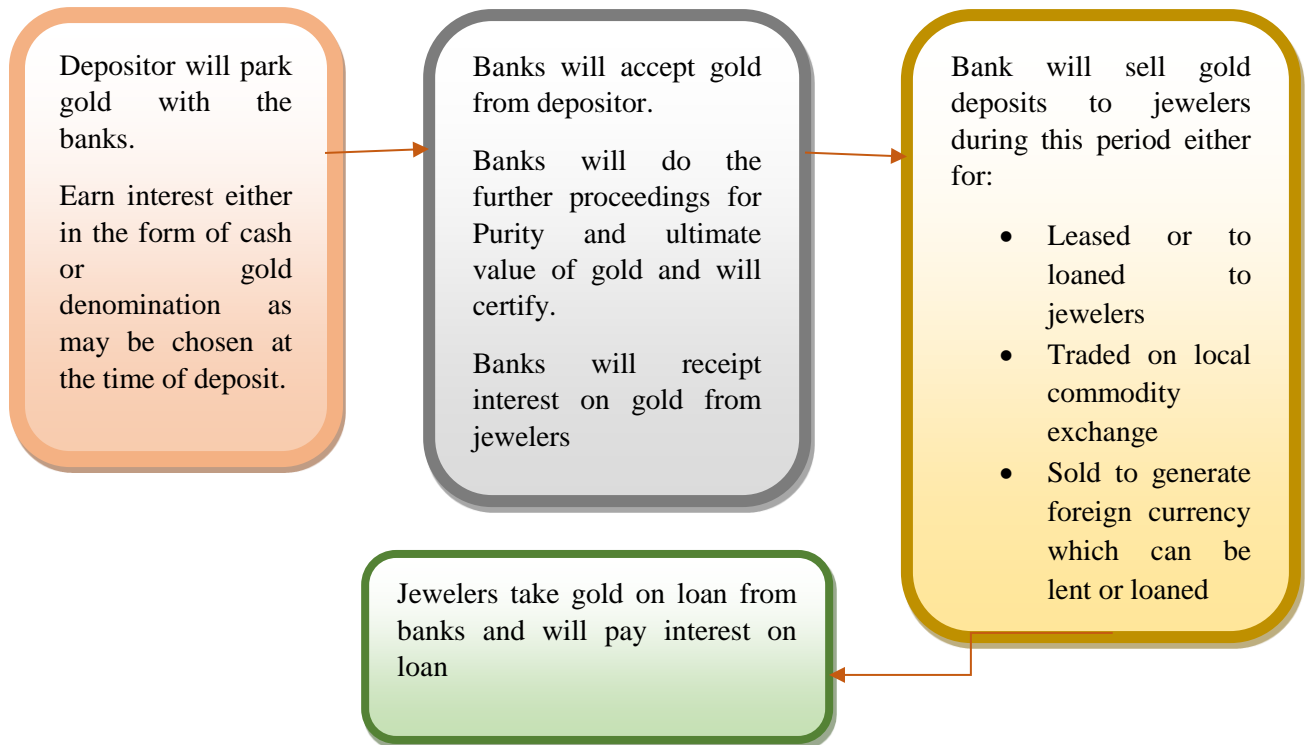 Depositor will park
gold with the
banks.
Earn interest either
in the form of cash
or gold
denomination as
may be chosen at
the time of deposit.
Banks will accept gold
from depositor.
Banks will do the
further proceedings for
Purity and ultimate
value of gold and will
certify.
Banks will receipt
interest on gold from
jewelers
Bank will sell gold
deposits to jewelers
during this period either
for:
• Leased or to
loaned to
jewelers
• Traded on local
commodity
exchange
• Sold to generate
foreign currency
which can be
lent or loaned
Jewelers take gold on loan from
banks and will pay interest on
loan